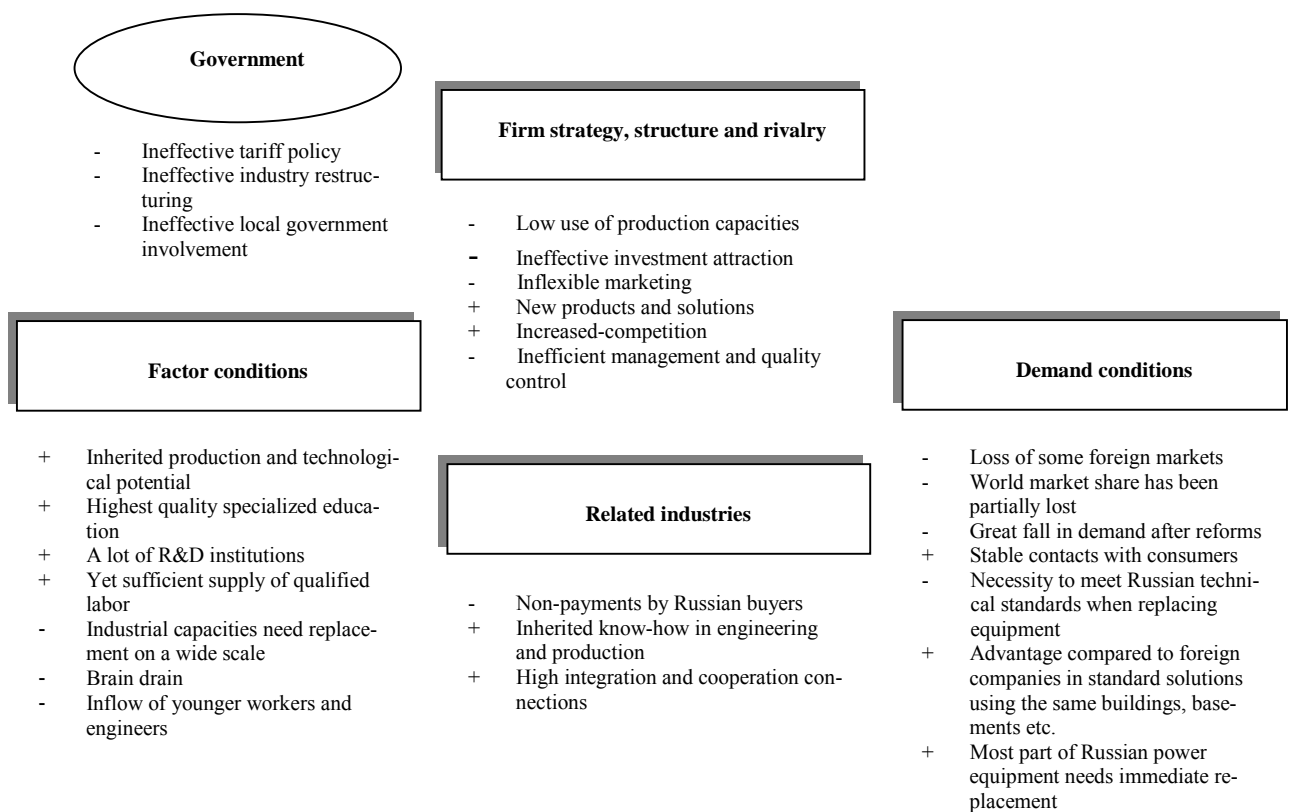 Government
- Ineffective tariff policy
- Ineffective industry restruc-
turing
- Ineffective local government
involvement
Firm strategy, structure and rivalry
- Low use of production capacities
- Ineffective investment attraction
- Inflexible marketing
+ New products and solutions
+ Increased-competition
- Inefficient management and quality
control
Factor conditions
+ Inherited production and technologi-
cal potential
+ Highest quality specialized educa-
tion
+ A lot of R&D institutions
+ Yet sufficient supply of qualified
labor
- Industrial capacities need replace-
ment on a wide scale
- Brain drain
- Inflow of younger workers and
engineers
Related industries
- Non-payments by Russian buyers
+ Inherited know-how in engineering
and production
+ High integration and cooperation con-
nections
Demand conditions
- Loss of some foreign markets
- World market share has been
partially lost
- Great fall in demand after reforms
+ Stable contacts with consumers
- Necessity to meet Russian techni-
cal standards when replacing
equipment
+ Advantage compared to foreign
companies in standard solutions
using the same buildings, base-
ments etc.
+ Most part of Russian power
equipment needs immediate re-
placement